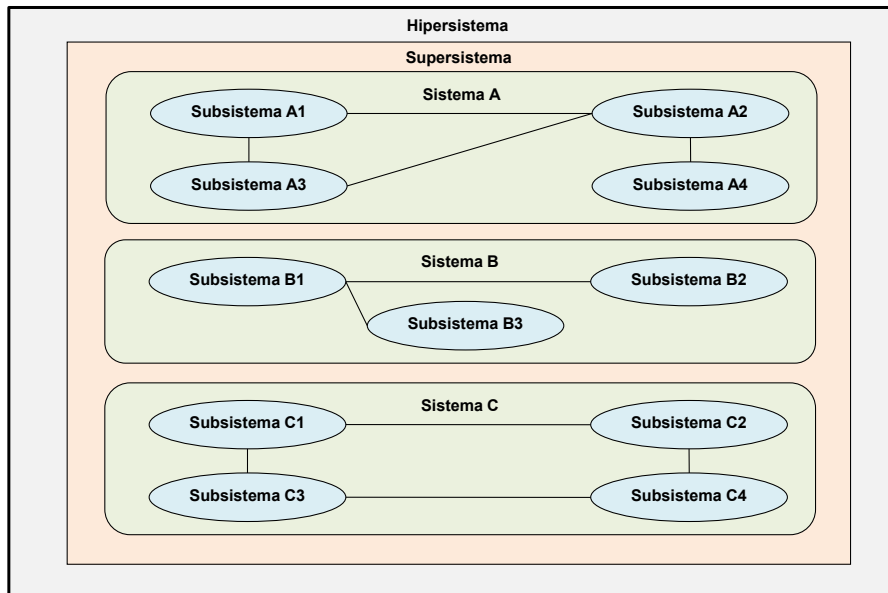 Hipersistema
Supersistema
Sistema A
Subsistema A1
Subsistema A2
Subsistema A3
Subsistema A4
Sistema B
Subsistema B1
Subsistema B2
Subsistema B3
Sistema C
Subsistema C1
Subsistema C2
Subsistema C3
Subsistema C4